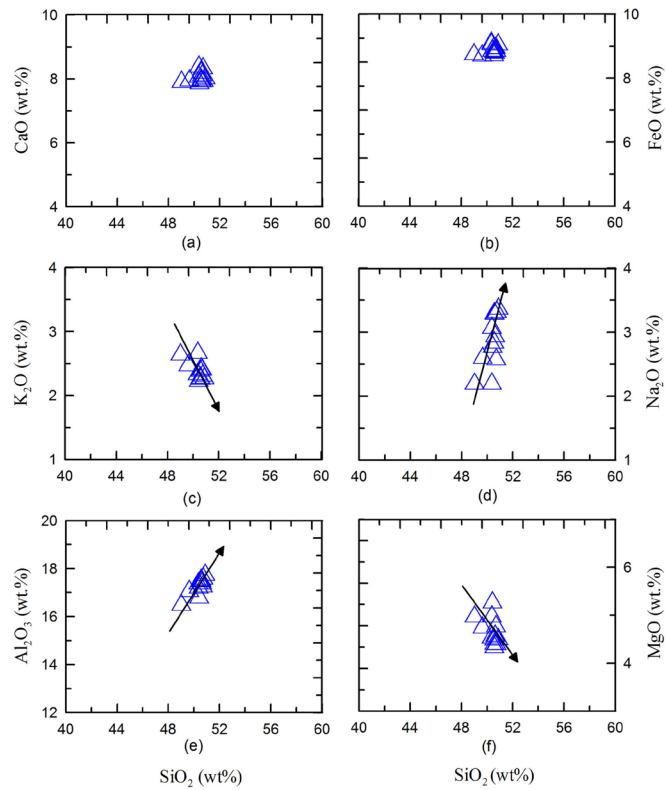 10
8
6
4
CaO (wt.%)
40 44 48 52 56 60
(a)
10
8
6
4
FeO (wt.%)
40 44 48 52 56 60
(b)
4
3
2
1
K₂O (wt.%)
40 44 48 52 56 60
(c)
4
3
2
1
Na₂O (wt.%)
40 44 48 52 56 60
(d)
20
18
16
14
12
Al₂O₃ (wt.%)
40 44 48 52 56 60
(e)
SiO₂ (wt%)
6
4
MgO (wt.%)
40 44 48 52 56 60
(f)
SiO₂ (wt%)